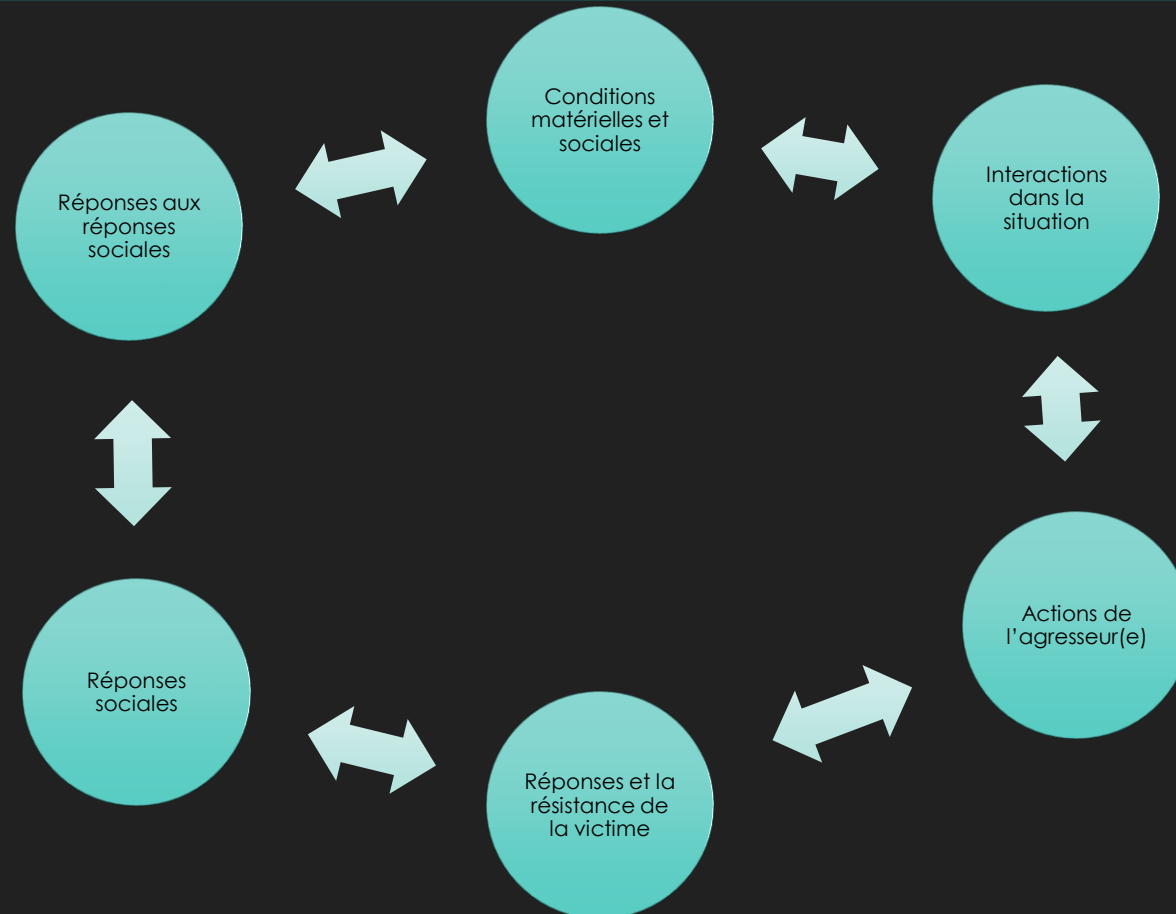 Conditions
matérielles et
sociales
Interactions
dans la
situation
Actions de
l'agresseur(e)
Réponses et la
résistance de
la victime
Réponses
sociales
Réponses aux
réponses
sociales